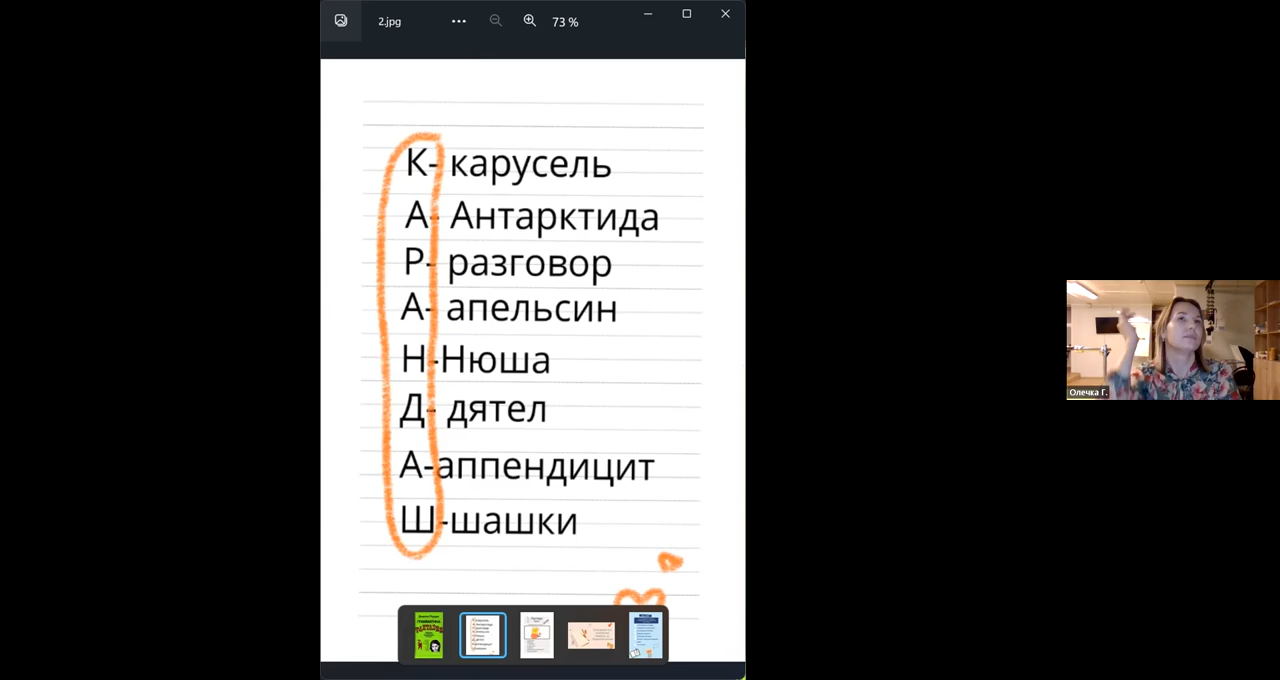 2.jpg
73 %
К- карусель
А- Антарктида
Р- разговор
А- апельсин
Н-Нюша
Д- дятел
А-аппендицит
Ш-шашки
Олечка Г.